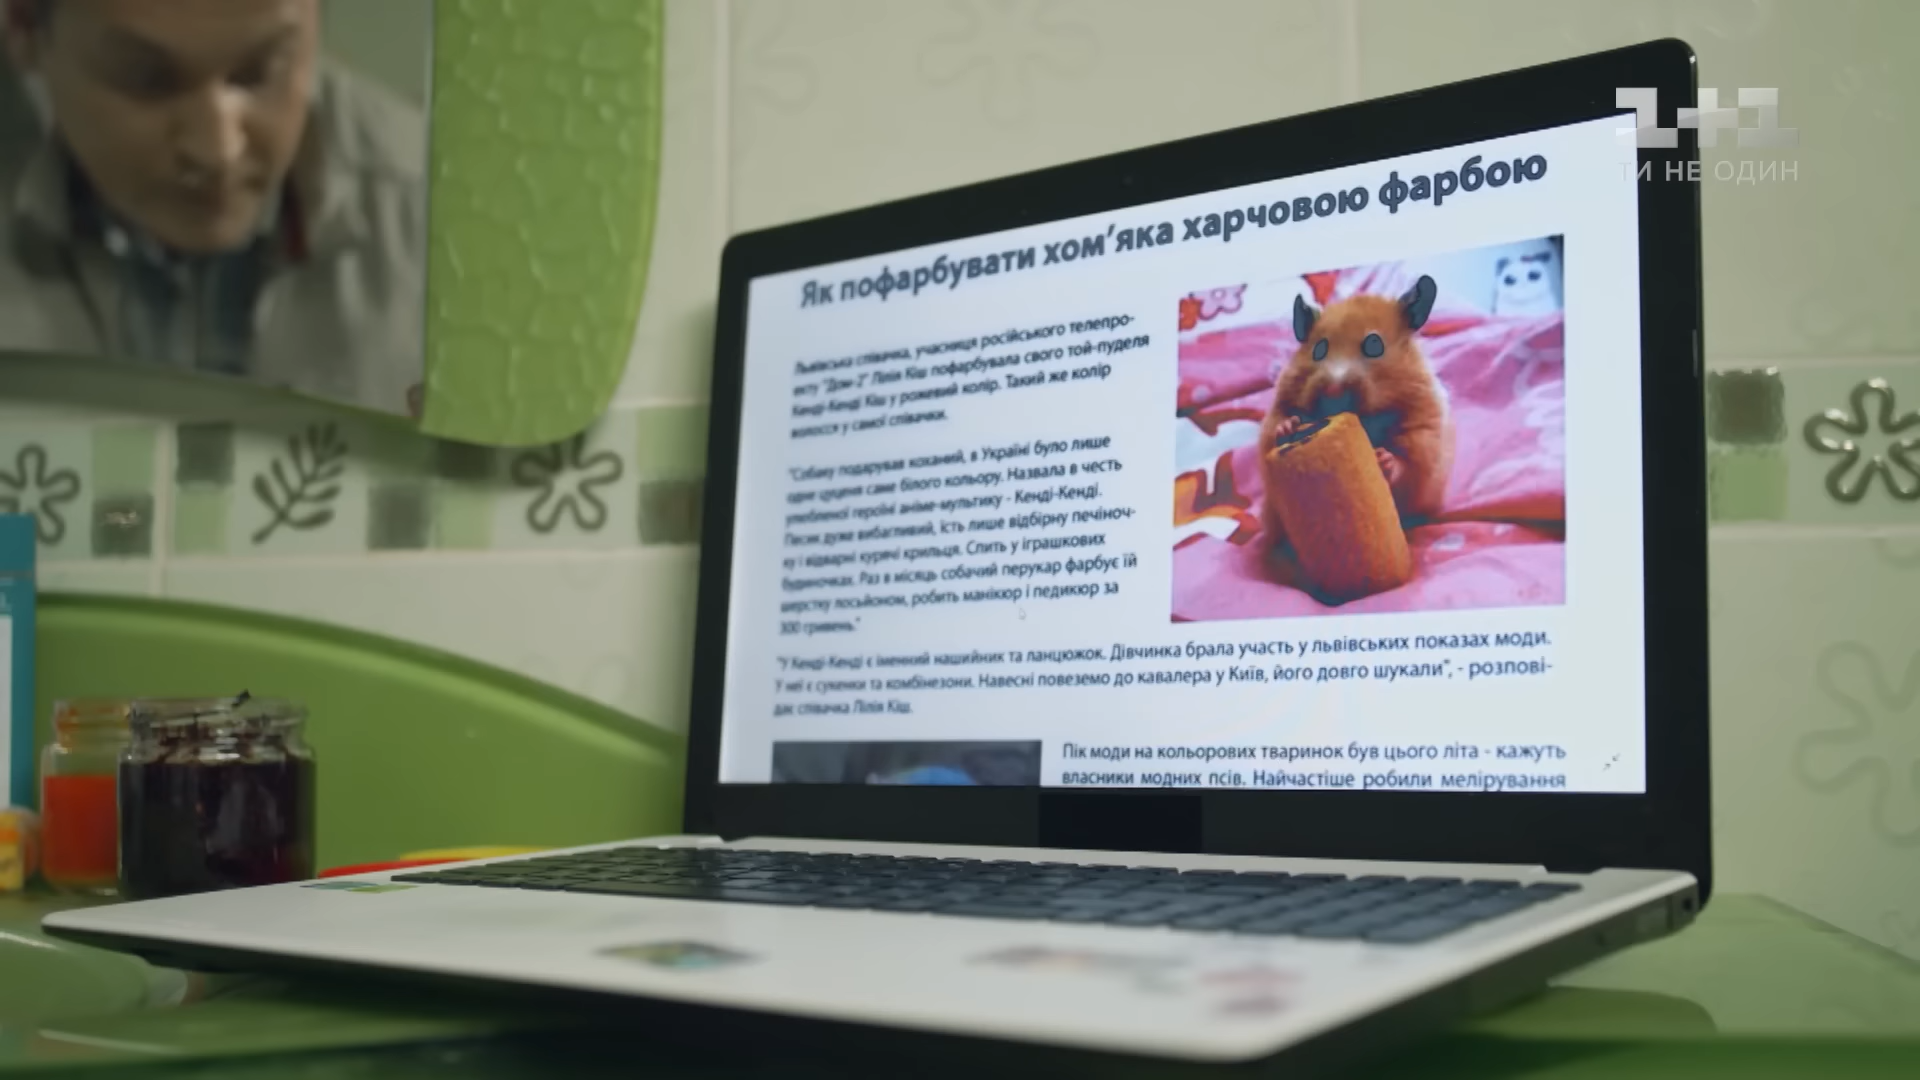 1+1
ТИ НЕ ОДИН
Як пофарбувати хом’яка харчовою фарбою
Львівська співачка, учасниця російського телепро-
екту "Дом-2" Лілія Кіш пофарбувала свого той-пуделя
Кенді-Кенді Кіш у рожевий колір. Такий же колір
волосся у самої співачки.
"Собаку подарував коханий, в Україні було лише
одне цуценя саме білого кольору. Назвала в честь
улюбленої героїні аніме-мультику - Кенді-Кенді.
Песик дуже вибагливий, їсть лише відбірну печіноч-
ку і відварні курячі крильця. Спить у іграшкових
будиночках. Раз в місяць собачий перукар фарбує їй
шерстку лосьйоном, робить манікюр і педикюр за
300 гривень."
"У Кенді-Кенді є іменний нашийник та ланцюжок. Дівчинка брала участь у львівських показах моди.
У неї є сукенки та комбінезони. Навесні повеземо до кавалера у Київ, його довго шукали", - розпові-
дає співачка Лілія Кіш.
Пік моди на кольорових тваринок був цього літа - кажуть
власники модних псів. Найчастіше робили мелірування